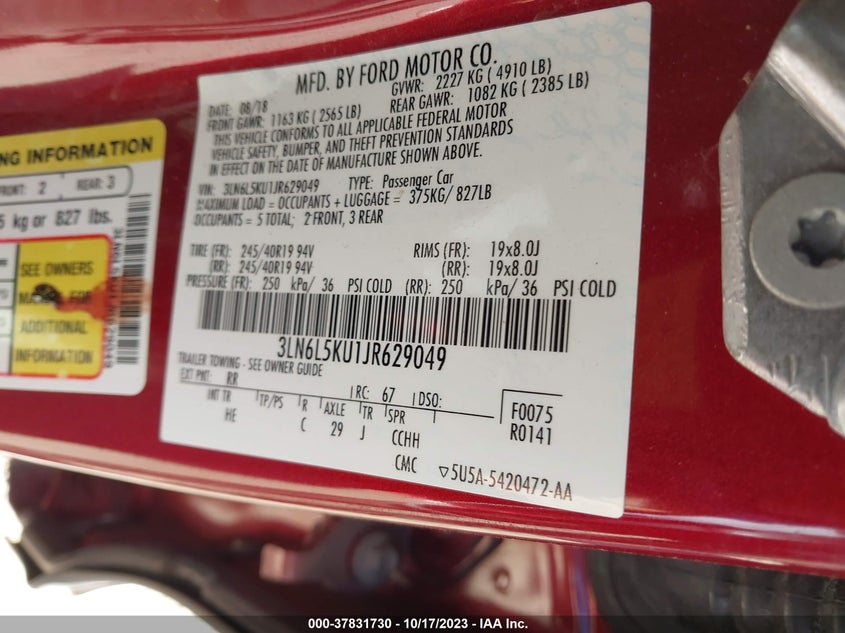 MFD. BY FORD MOTOR CO.
DATE: 08/18
GVWR: 2227 KG ( 4910 LB)
FRONT GAWR: 1163 KG ( 2565 LB)
REAR GAWR: 1082 KG ( 2385 LB)
THIS VEHICLE CONFORMS TO ALL APPLICABLE FEDERAL MOTOR
VEHICLE SAFETY, BUMPER, AND THEFT PREVENTION STANDARDS
IN EFFECT ON THE DATE OF MANUFACTURE SHOWN ABOVE.
VIN: 3LN6L5KU1JR629049 TYPE: Passenger Car
MAXIMUM LOAD = OCCUPANTS + LUGGAGE = 375KG/ 827LB
OCCUPANTS = 5 TOTAL; 2 FRONT, 3 REAR
TIRE (FR): 245/40R19 94V RIMS (FR): 19x8.0J
(RR): 245/40R19 94V (RR): 19x8.0J
PRESSURE (FR): 250 kPa/ 36 PSI COLD (RR): 250 kPa/ 36 PSI COLD
3LN6L5KU1JR629049
TRAILER TOWING - SEE OWNER GUIDE
EXT PNT: RR RC: 67 DSO:
INT TR TP/PS R AXLE TR SPR
HE C 29 J CCHH
CMC
F0075
R0141
▽5U5A-5420472-AA
NG INFORMATION
FRONT: 2 REAR: 3
5 kg or 827 lbs.
SEE OWNERS
MANUAL FOR
ADDITIONAL
INFORMATION
3LN6L5KU1JR629049
000-37831730 - 10/17/2023 - IAA Inc.